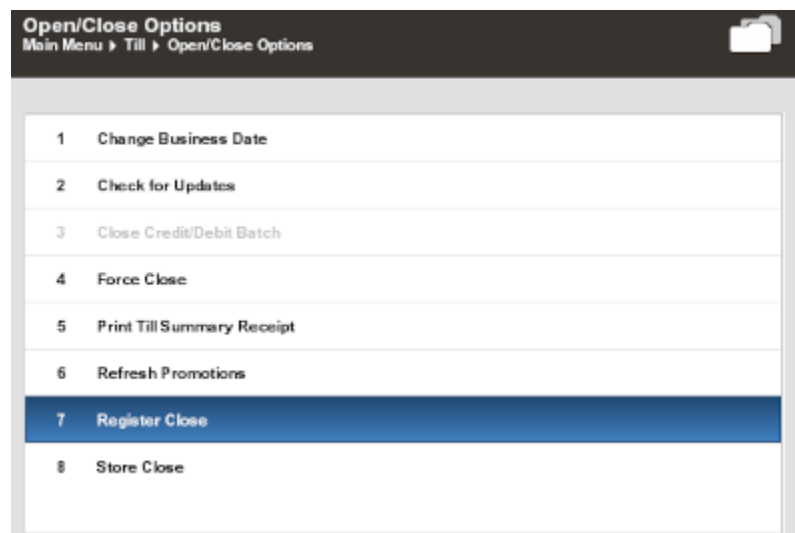 Open/Close Options
Main Menu ▸ Till ▸ Open/Close Options
1 Change Business Date
2 Check for Updates
3 Close Credit/Debit Batch
4 Force Close
5 Print Till Summary Receipt
6 Refresh Promotions
7 Register Close
8 Store Close